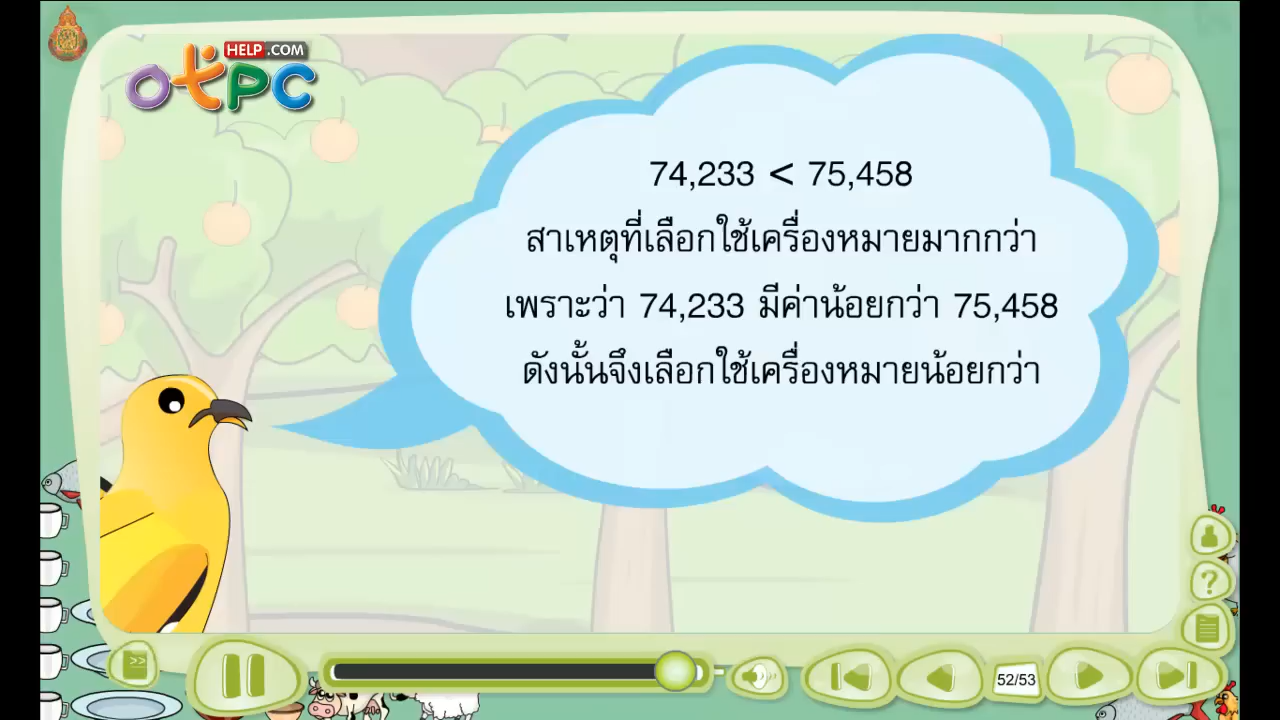 HELP.COM
OTPC
74,233 < 75,458
สาเหตุที่เลือกใช้เครื่องหมายมากกว่า
เพราะว่า 74,233 มีค่าน้อยกว่า 75,458
ดังนั้นจึงเลือกใช้เครื่องหมายน้อยกว่า
>>
?
52/53